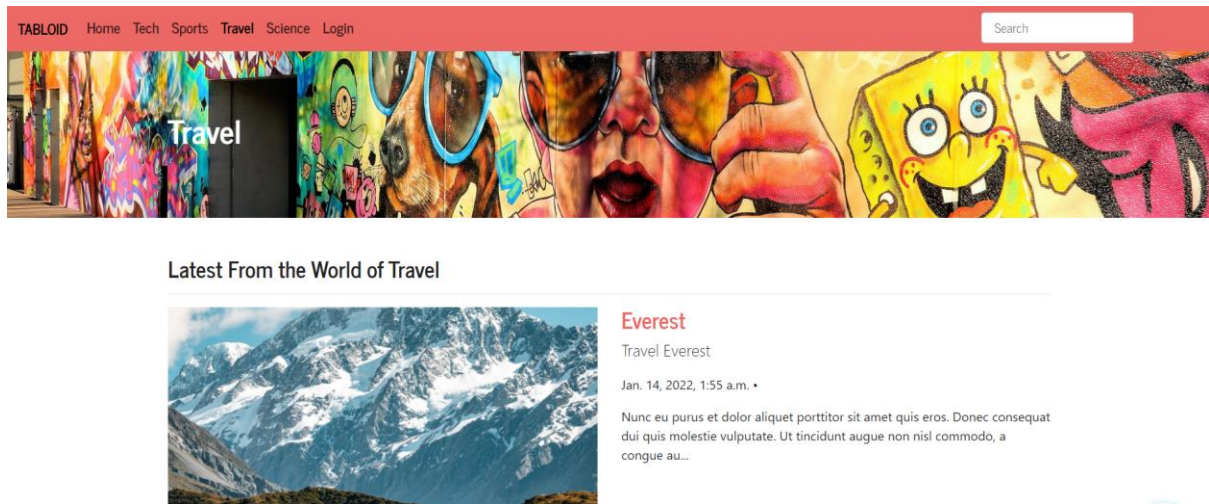 TABLOID Home Tech Sports Travel Science Login Search
Travel
Latest From the World of Travel
Everest
Travel Everest
Jan. 14, 2022, 1:55 a.m. •
Nunc eu purus et dolor aliquet porttitor sit amet quis eros. Donec consequat
dui quis molestie vulputate. Ut tincidunt augue non nisl commodo, a
congue au...